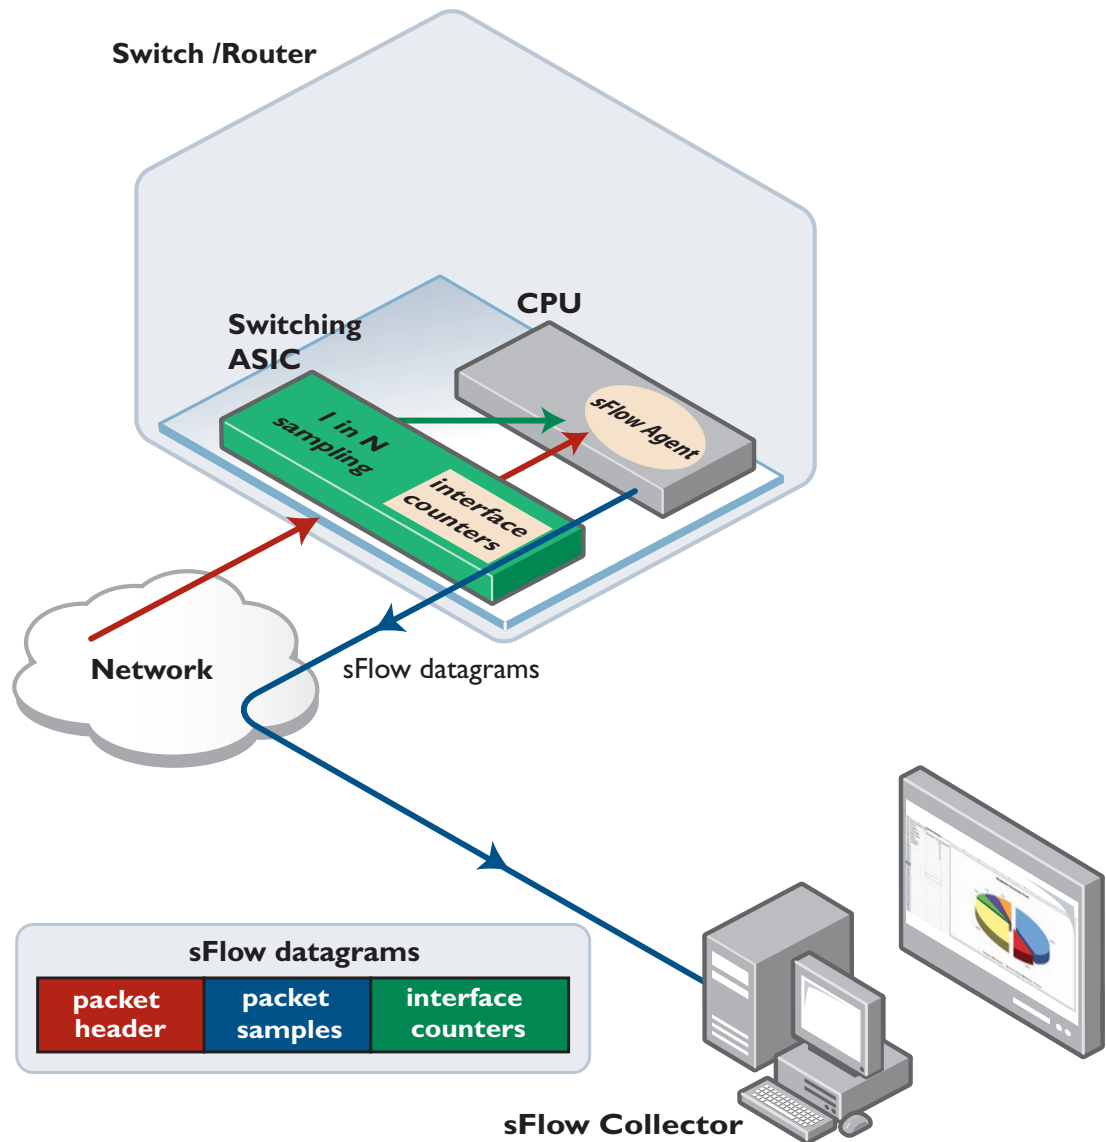 Switch /Router
CPU
Switching
ASIC
sFlow Agent
1 in N
sampling
interface
counters
Network
sFlow datagrams
sFlow datagrams
packet
header
packet
samples
interface
counters
sFlow Collector